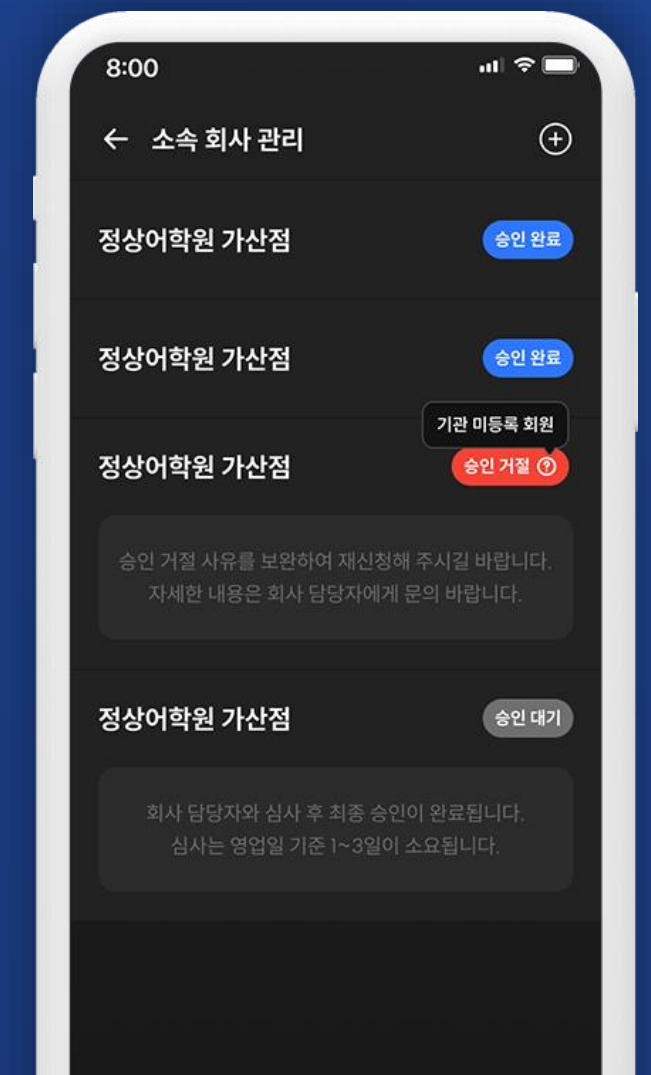 8:00
소속 회사 관리
정상어학원 가산점
승인 완료
정상어학원 가산점
승인 완료
기관 미등록 회원
정상어학원 가산점
승인 거절 ?
승인 거절 사유를 보완하여 재신청해 주시길 바랍니다.
자세한 내용은 회사 담당자에게 문의 바랍니다.
정상어학원 가산점
승인 대기
회사 담당자와 심사 후 최종 승인이 완료됩니다.
심사는 영업일 기준 1~3일이 소요됩니다.